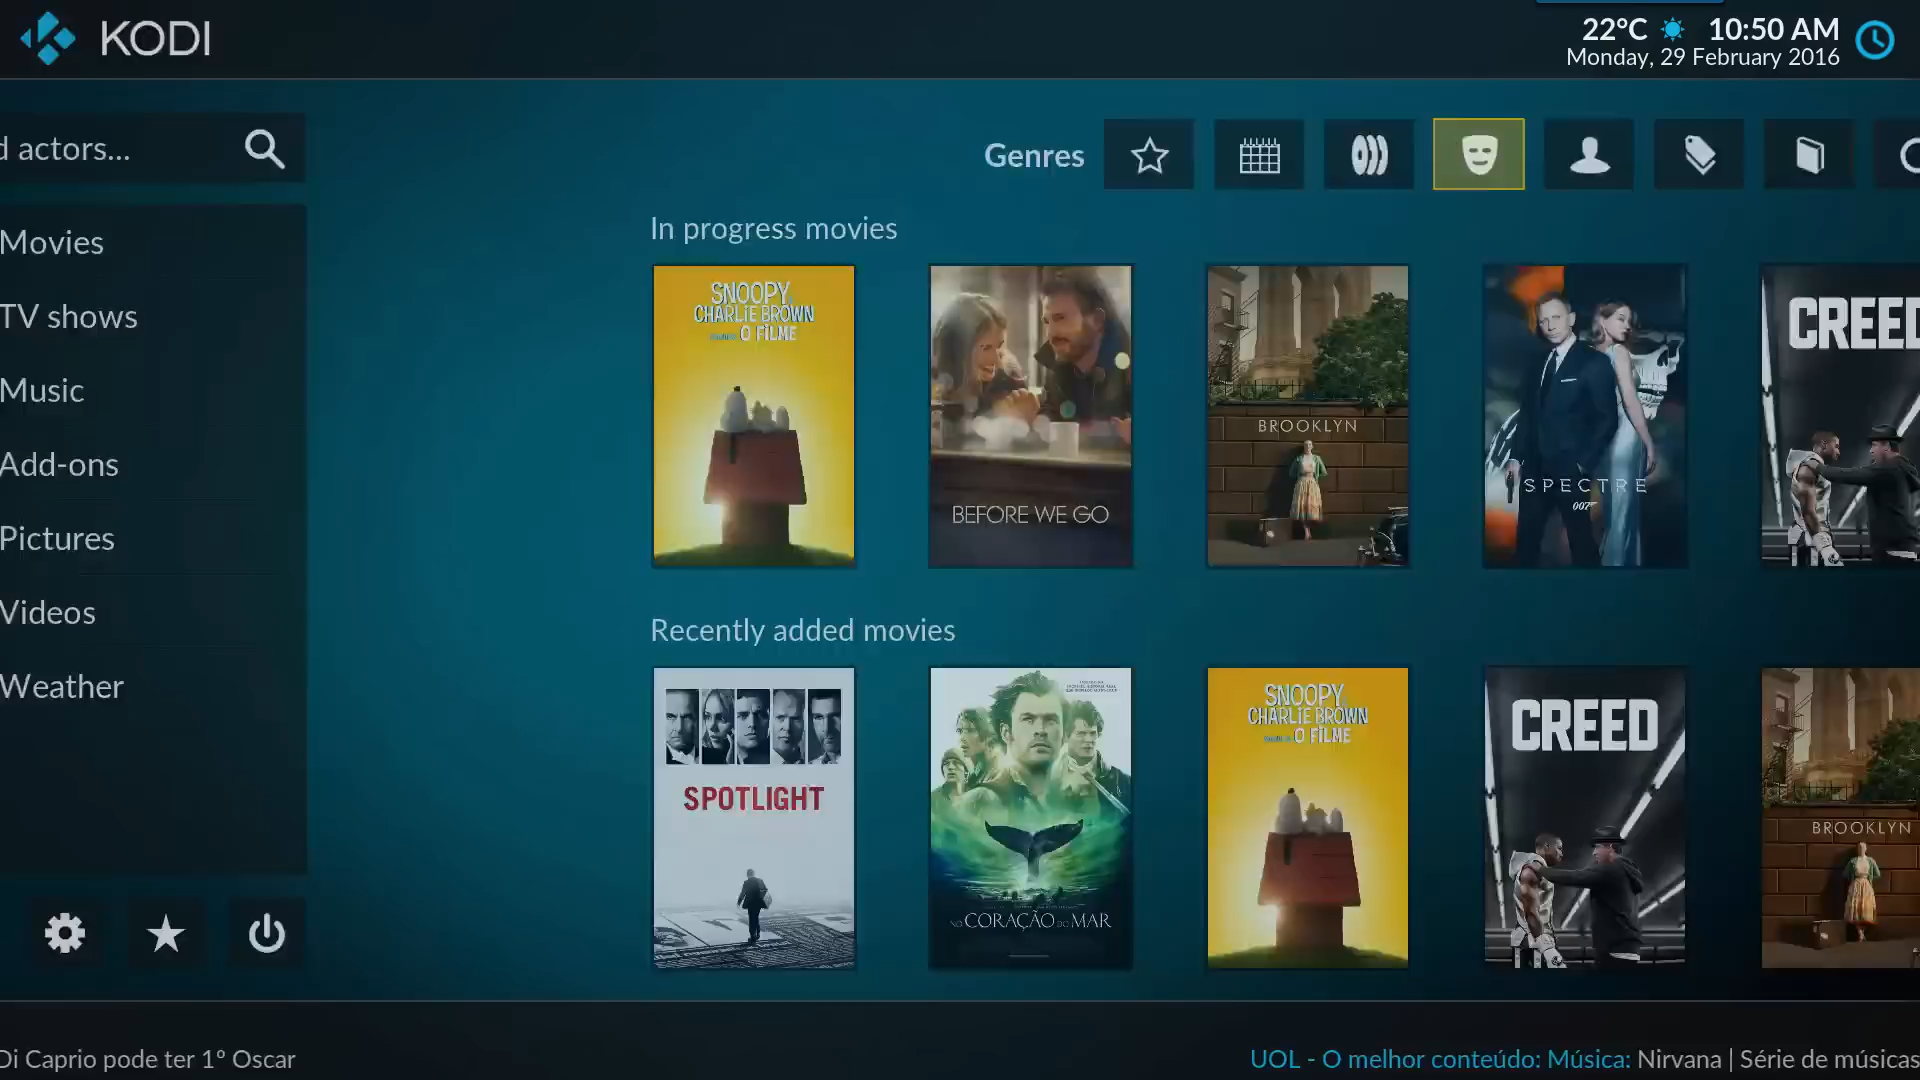 KODI
22°C 10:50 AM
Monday, 29 February 2016
d actors...
Genres
Movies
TV shows
Music
Add-ons
Pictures
Videos
Weather
In progress movies
SNOOPY
CHARLIE BROWN
O FILME
BEFORE WE GO
BROOKLYN
SPECTRE
007
CREED
Recently added movies
SPOTLIGHT
NO CORAÇÃO DO MAR
SNOOPY
CHARLIE BROWN
O FILME
CREED
BROOKLYN
Di Caprio pode ter 1º Oscar
UOL - O melhor conteúdo: Música: Nirvana | Série de músicas